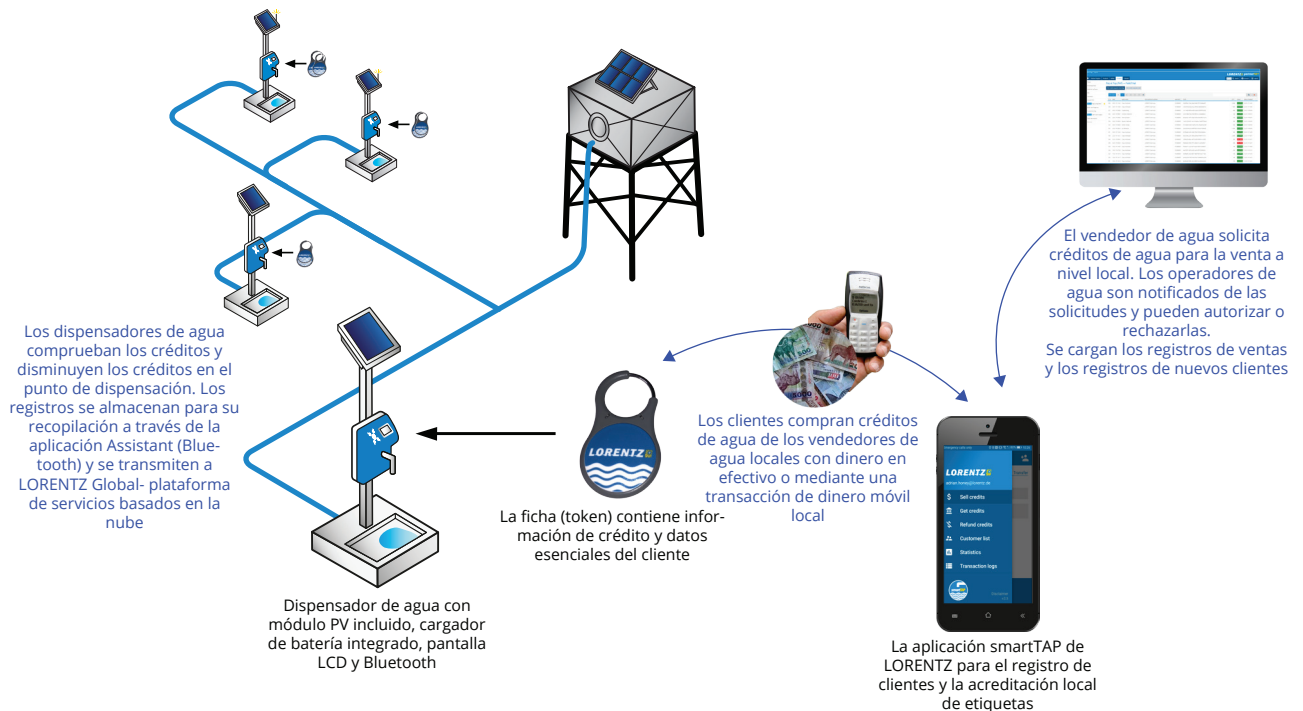 El vendedor de agua solicita
créditos de agua para la venta a
nivel local. Los operadores de
agua son notificados de las
solicitudes y pueden autorizar o
rechazarlas.
Se cargan los registros de ventas
y los registros de nuevos clientes
Los dispensadores de agua
comprueban los créditos y
disminuyen los créditos en el
punto de dispensación. Los
registros se almacenan para su
recopilación a través de la
aplicación Assistant (Blue-
tooth) y se transmiten a
LORENTZ Global- plataforma
de servicios basados en la
nube
LORENTZ
La ficha (token) contiene infor-
mación de crédito y datos
esenciales del cliente
Los clientes compran créditos
de agua de los vendedores de
agua locales con dinero en
efectivo o mediante una
transacción de dinero móvil
local
Dispensador de agua con
módulo PV incluido, cargador
de batería integrado, pantalla
LCD y Bluetooth
LORENTZ
Sell credits
Get credits
Refund credits
Customer list
Statistics
Transaction logs
La aplicación smartTAP de
LORENTZ para el registro de
clientes y la acreditación local
de etiquetas